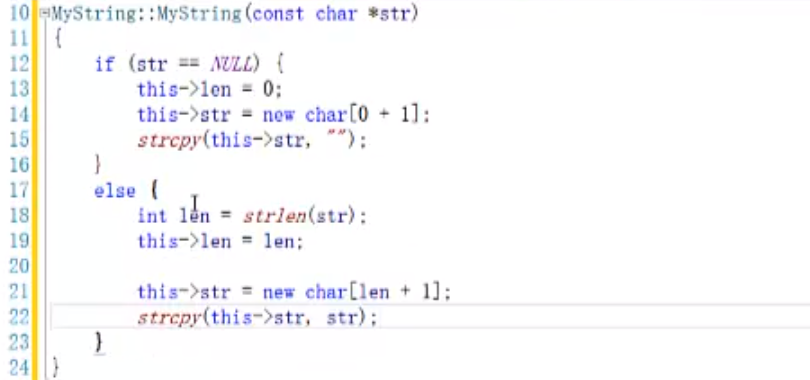 10 MyString::MyString(const char *str)
11 {
12     if (str == NULL) {
13         this->len = 0;
14         this->str = new char[0 + 1];
15         strcpy(this->str, "");
16     }
17     else {
18         int len = strlen(str);
19         this->len = len;
20
21         this->str = new char[len + 1];
22         strcpy(this->str, str);
23     }
24 }